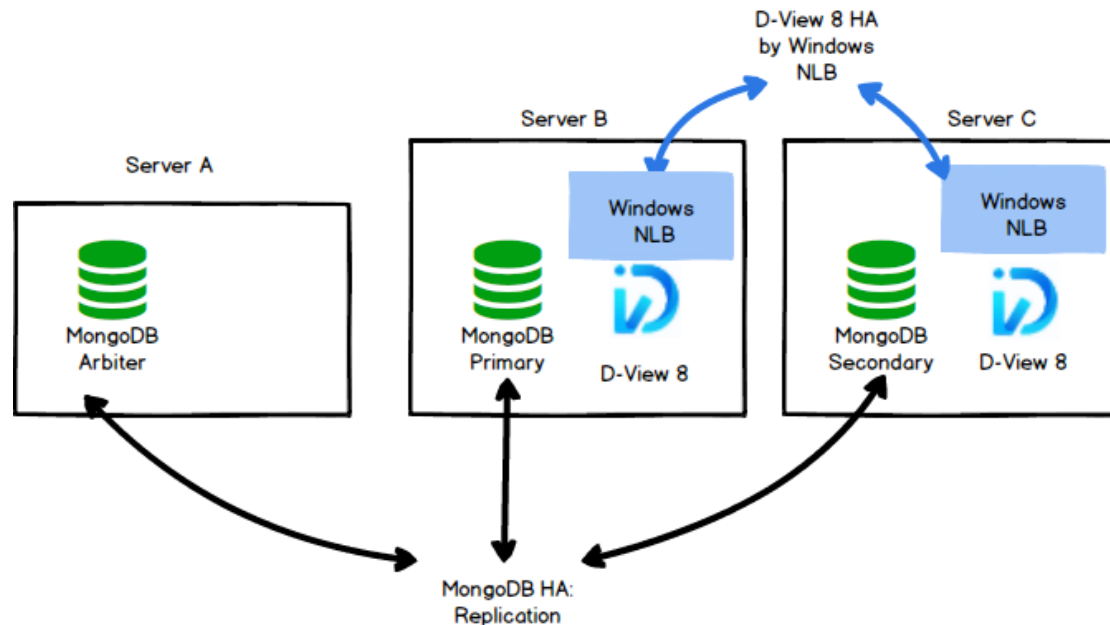 D-View 8 HA
by Windows
NLB
Server A
Server B
Server C
Windows
NLB
Windows
NLB
MongoDB
Arbiter
MongoDB
Primary
D-View 8
MongoDB
Secondary
D-View 8
MongoDB HA:
Replication